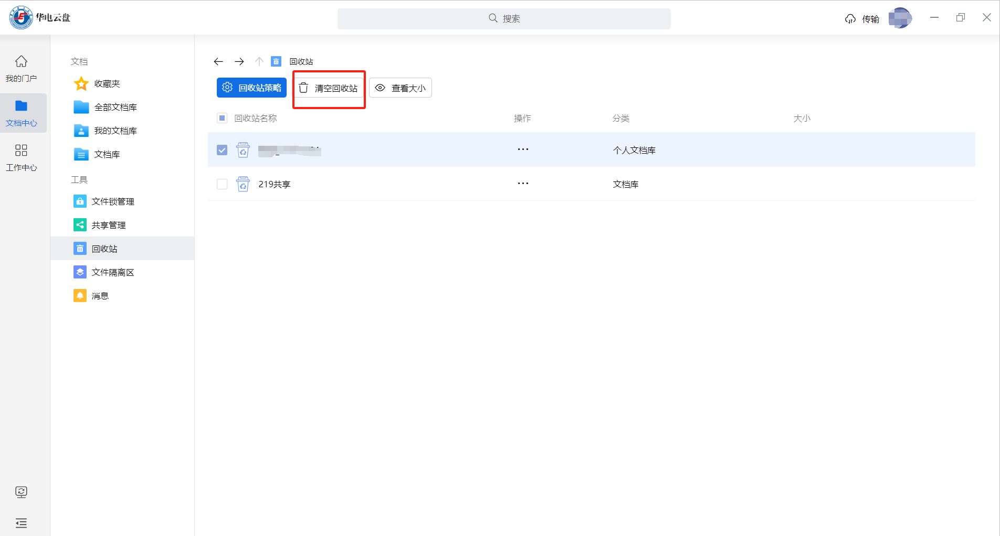 华电云盘
搜索
传输
我的门户
文档中心
工作中心
文档
收藏夹
全部文档库
我的文档库
文档库
工具
文件锁管理
共享管理
回收站
文件隔离区
消息
回收站
回收站策略 清空回收站 查看大小
回收站名称 操作 分类 大小
··· 个人文档库
219共享 ··· 文档库